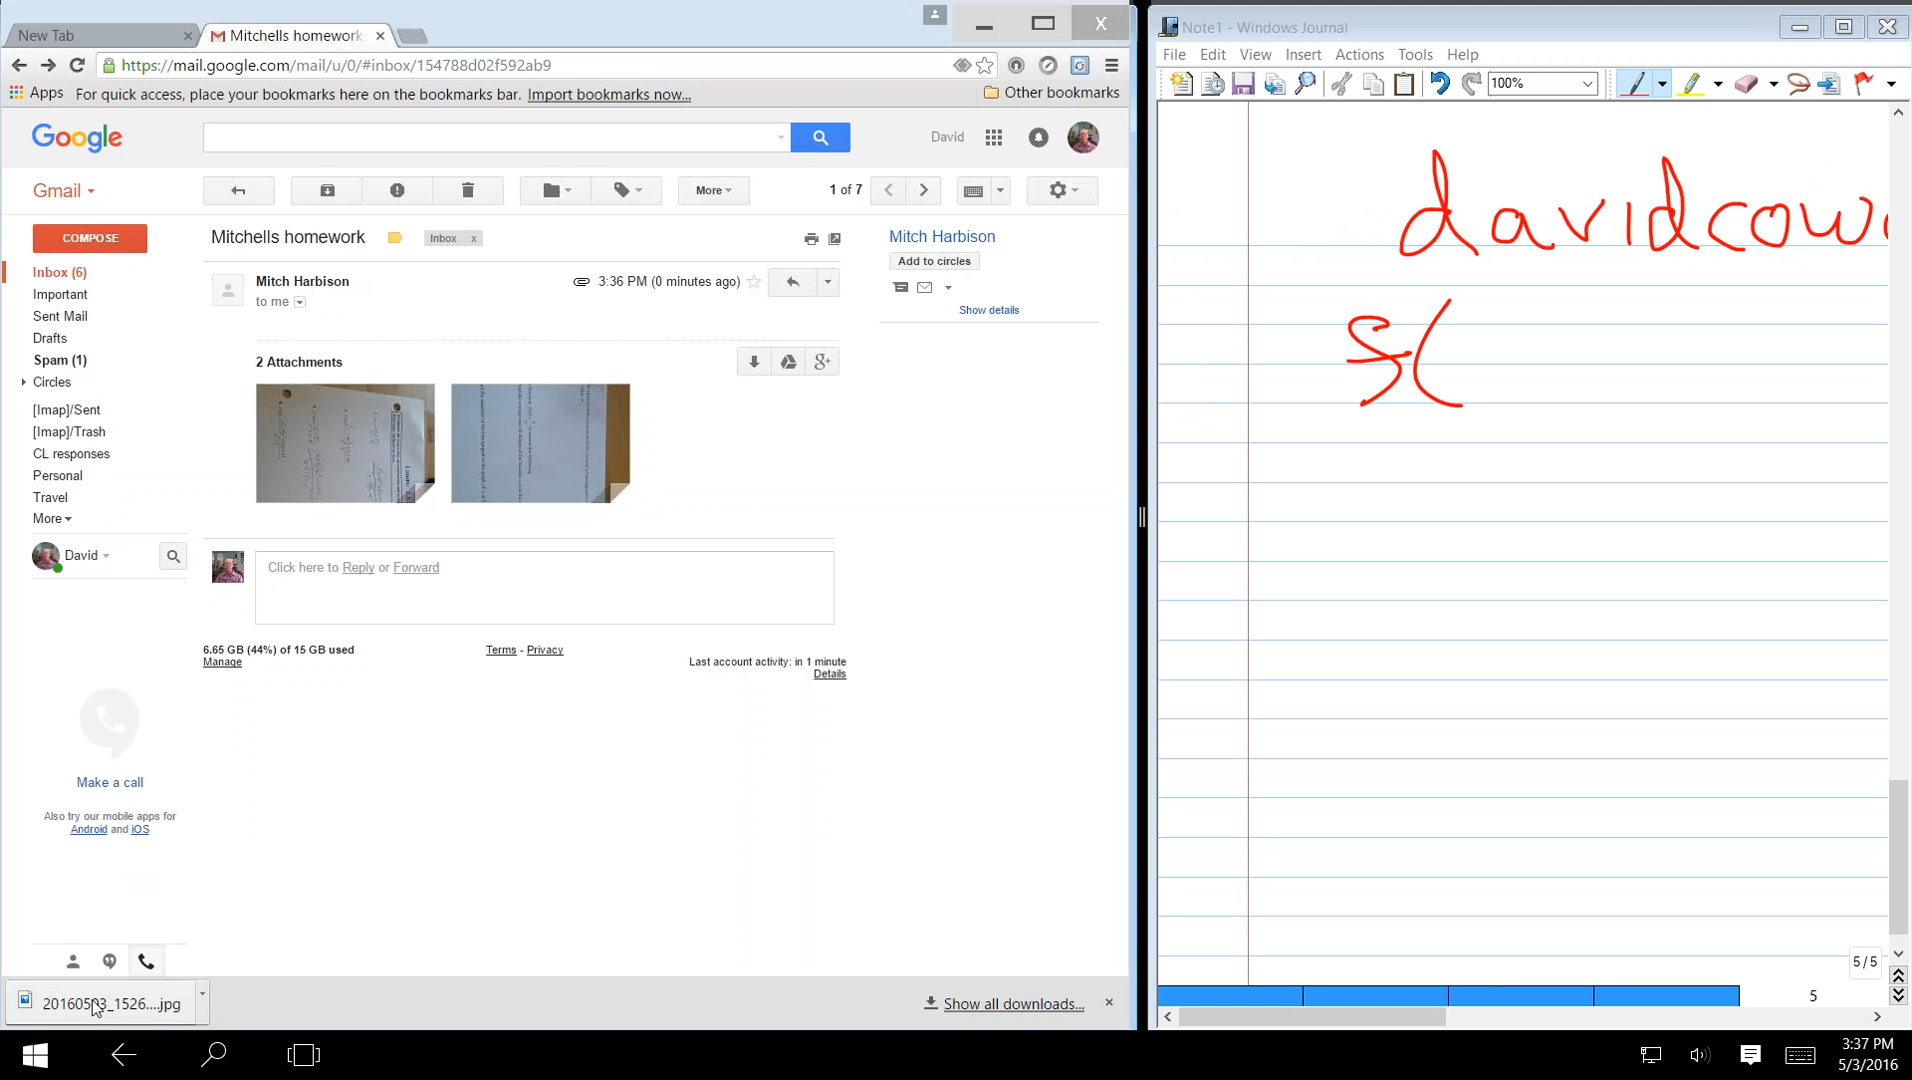 New Tab
Mitchells homework
Note1 - Windows Journal
https://mail.google.com/mail/u/0/#inbox/154788d02f592ab9
File Edit View Insert Actions Tools Help
Apps For quick access, place your bookmarks here on the bookmarks bar. Import bookmarks now...
Other bookmarks
100%
Google
David
Gmail
More
1 of 7
COMPOSE
Mitchells homework
Inbox x
Mitch Harbison
Add to circles
Show details
Inbox (6)
Important
Sent Mail
Drafts
Spam (1)
Circles
[Imap]/Sent
[Imap]/Trash
CL responses
Personal
Travel
More
Mitch Harbison
3:36 PM (0 minutes ago)
to me
2 Attachments
David
Click here to Reply or Forward
6.65 GB (44%) of 15 GB used
Manage
Terms - Privacy
Last account activity: in 1 minute
Details
Make a call
Also try our mobile apps for
Android and iOS
20160503_1526....jpg
Show all downloads...
davidcow
5 / 5
5
3:37 PM
5/3/2016